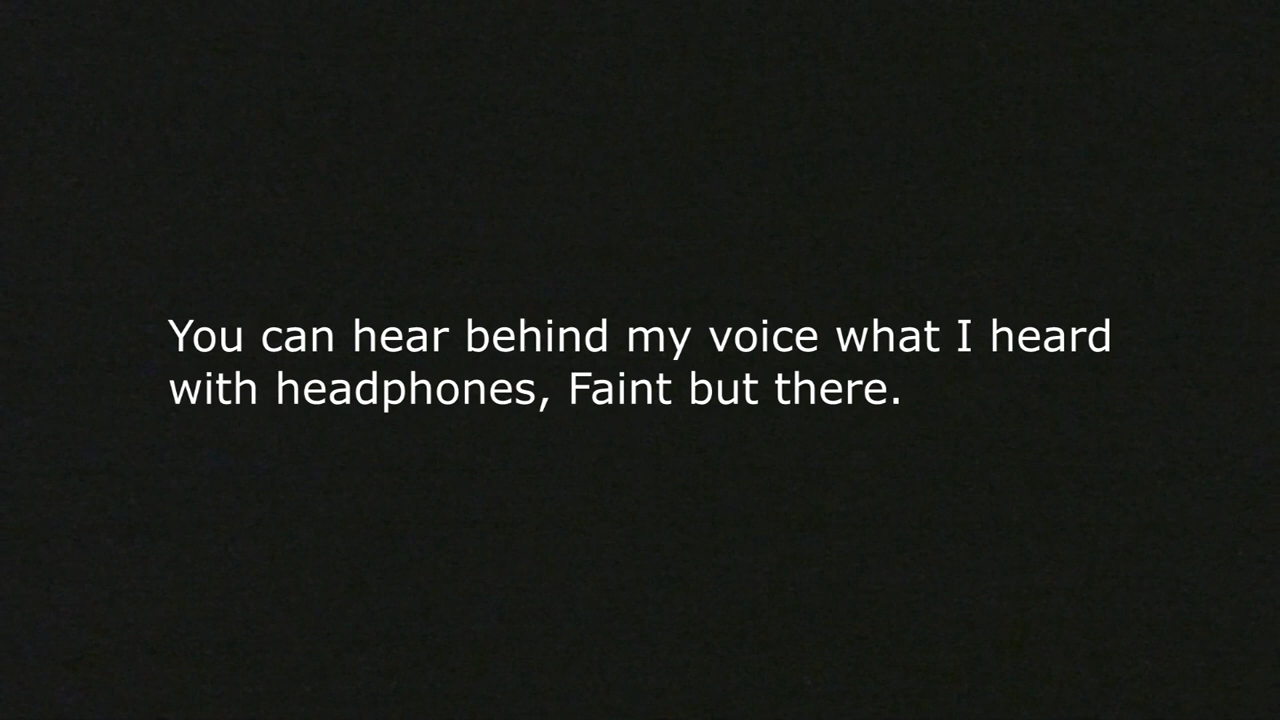 You can hear behind my voice what I heard
with headphones, Faint but there.